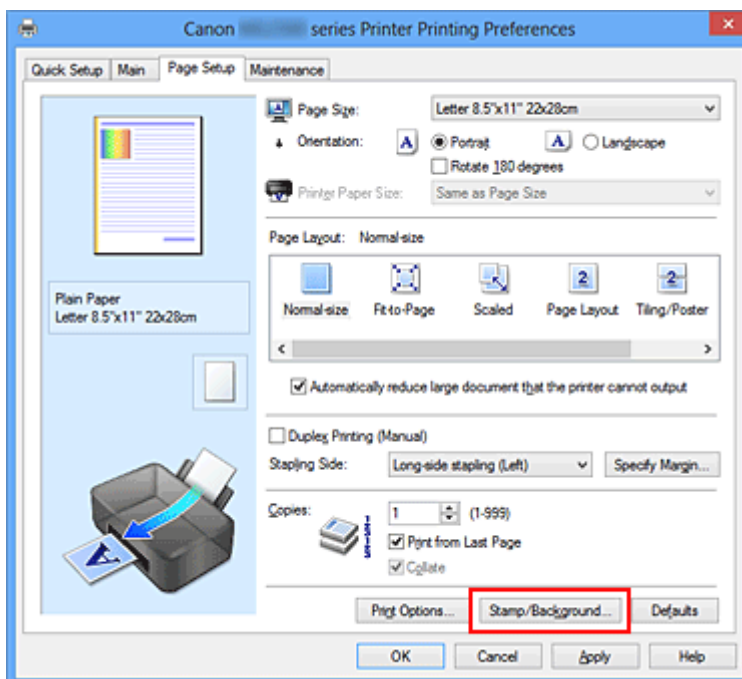 Canon series Printer Printing Preferences
Quick Setup Main Page Setup Maintenance
Page Size: Letter 8.5"x11" 22x28cm
Orientation: A Portrait A Landscape
Rotate 180 degrees
Printer Paper Size: Same as Page Size
Page Layout: Normal-size
Normal-size Fit-to-Page Scaled Page Layout Tiling/Poster
Plain Paper
Letter 8.5"x11" 22x28cm
Automatically reduce large document that the printer cannot output
Duplex Printing (Manual)
Stapling Side: Long-side stapling (Left) Specify Margin...
Copies: 1 (1-999)
Print from Last Page
Collate
Print Options... Stamp/Background... Defaults
OK Cancel Apply Help